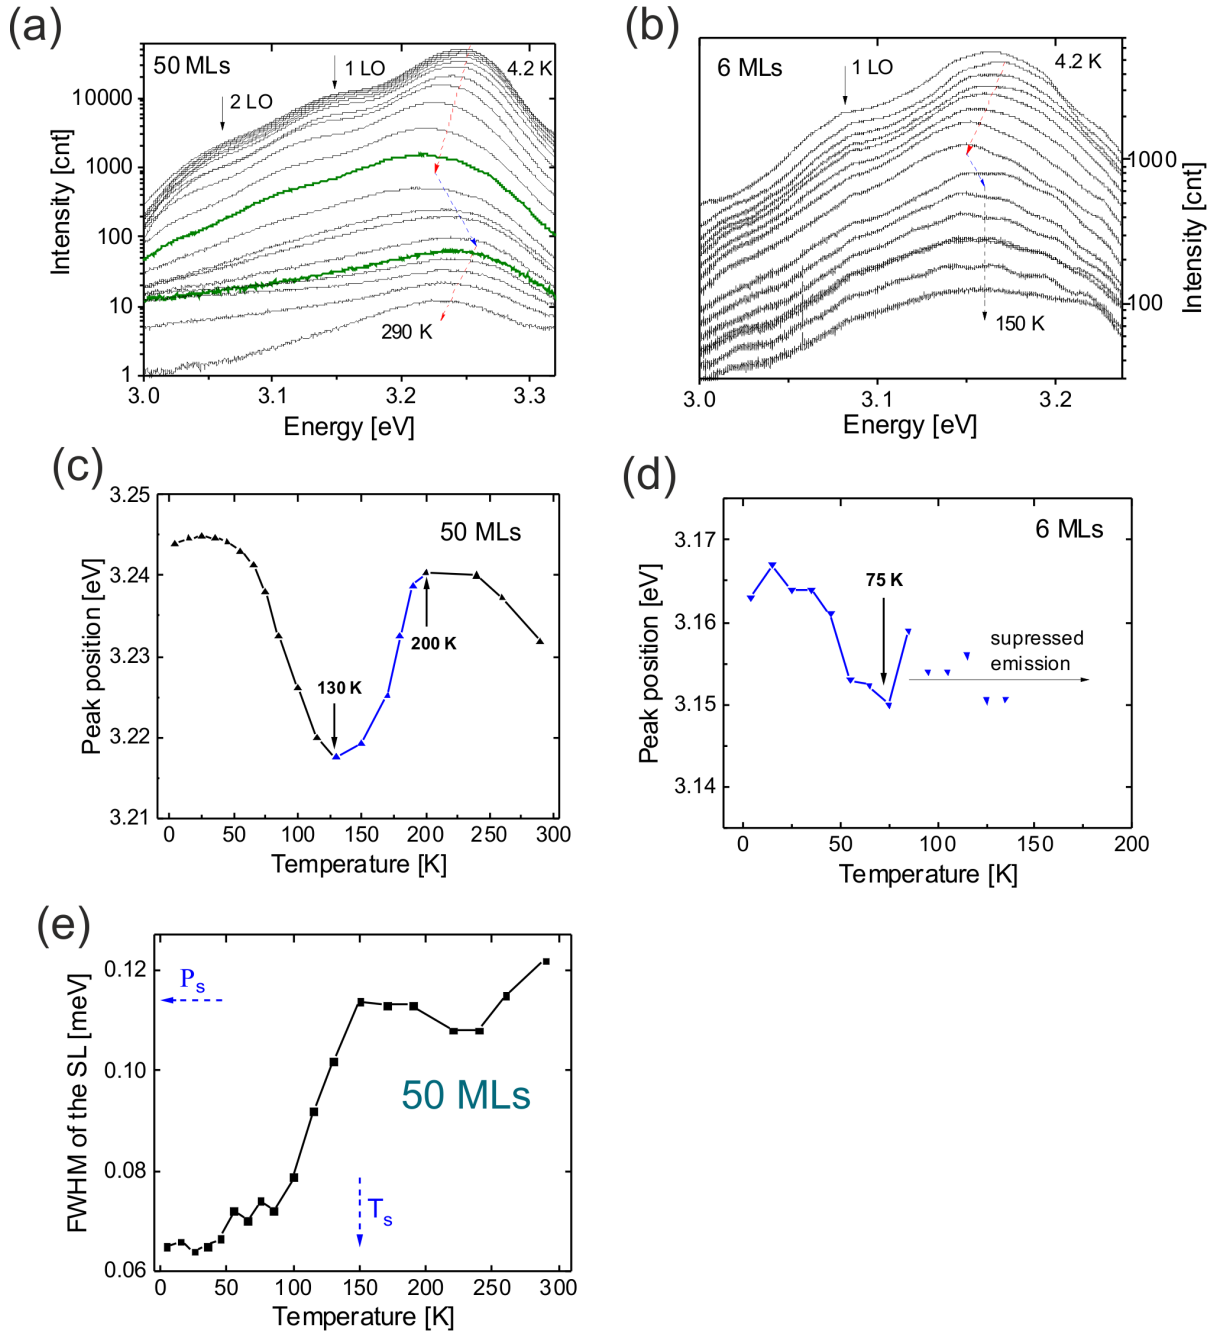 (a)
50 MLs
1 LO
2 LO
4.2 K
290 K
10000
1000
100
10
1
Intensity [cnt]
3.0
3.1
3.2
3.3
Energy [eV]
(b)
6 MLs
1 LO
4.2 K
150 K
1000
100
Intensity [cnt]
3.0
3.1
3.2
Energy [eV]
(c)
50 MLs
130 K
200 K
3.25
3.24
3.23
3.22
3.21
Peak position [eV]
0
50
100
150
200
250
300
Temperature [K]
(d)
6 MLs
75 K
supressed
emission
3.17
3.16
3.15
3.14
Peak position [eV]
0
50
100
150
200
Temperature [K]
(e)
Ps
50 MLs
Ts
0.12
0.10
0.08
0.06
FWHM of the SL [meV]
0
50
100
150
200
250
300
Temperature [K]